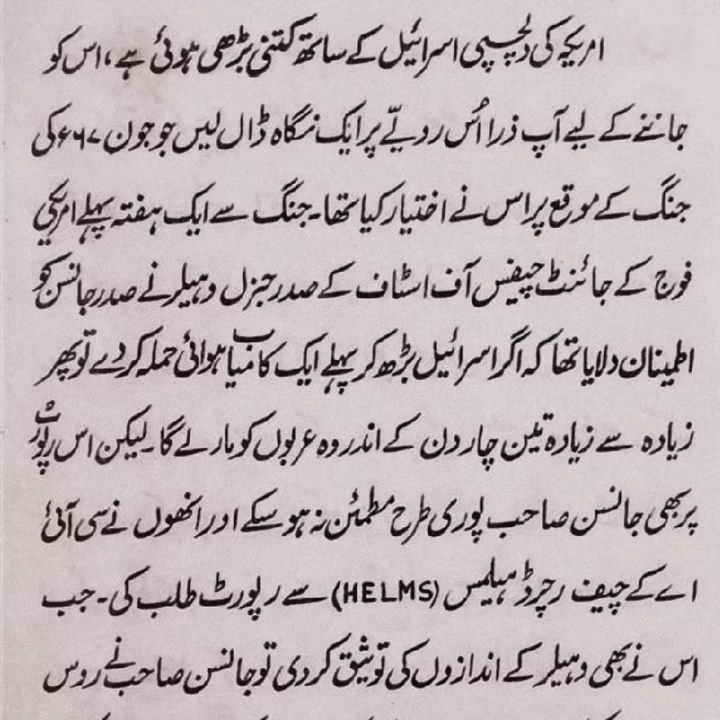 امریکہ کی دلچسپی اسرائیل کے ساتھ کتنی بڑھی ہوئی ہے، اس کو
جاننے کے لیے آپ ذرا اُس رویّے پر ایک نگاہ ڈال لیں جو جون ۶۶۷ کی
جنگ کے موقع پر اس نے اختیار کیا تھا۔ جنگ سے ایک ہفتہ پہلے امریکی
فوج کے جائنٹ چیفس آف اسٹاف کے صدر جنرل وہیلر نے صدر جانسن کو
اطمینان دلایا تھا کہ اگر اسرائیل بڑھ کر پہلے ایک کامیاب ہوائی حملہ کر دے تو پھر
زیادہ سے زیادہ تین چار دن کے اندر وہ عربوں کو مار لے گا۔ لیکن اس رپورٹ
پر بھی جانسن صاحب پوری طرح مطمئن نہ ہو سکے اور انھوں نے سی آئی
اے کے چیف رچرڈ ہیلمس (HELMS) سے رپورٹ طلب کی۔ جب
اس نے بھی وہیلر کے اندازوں کی توثیق کر دی تو جانسن صاحب نے روس